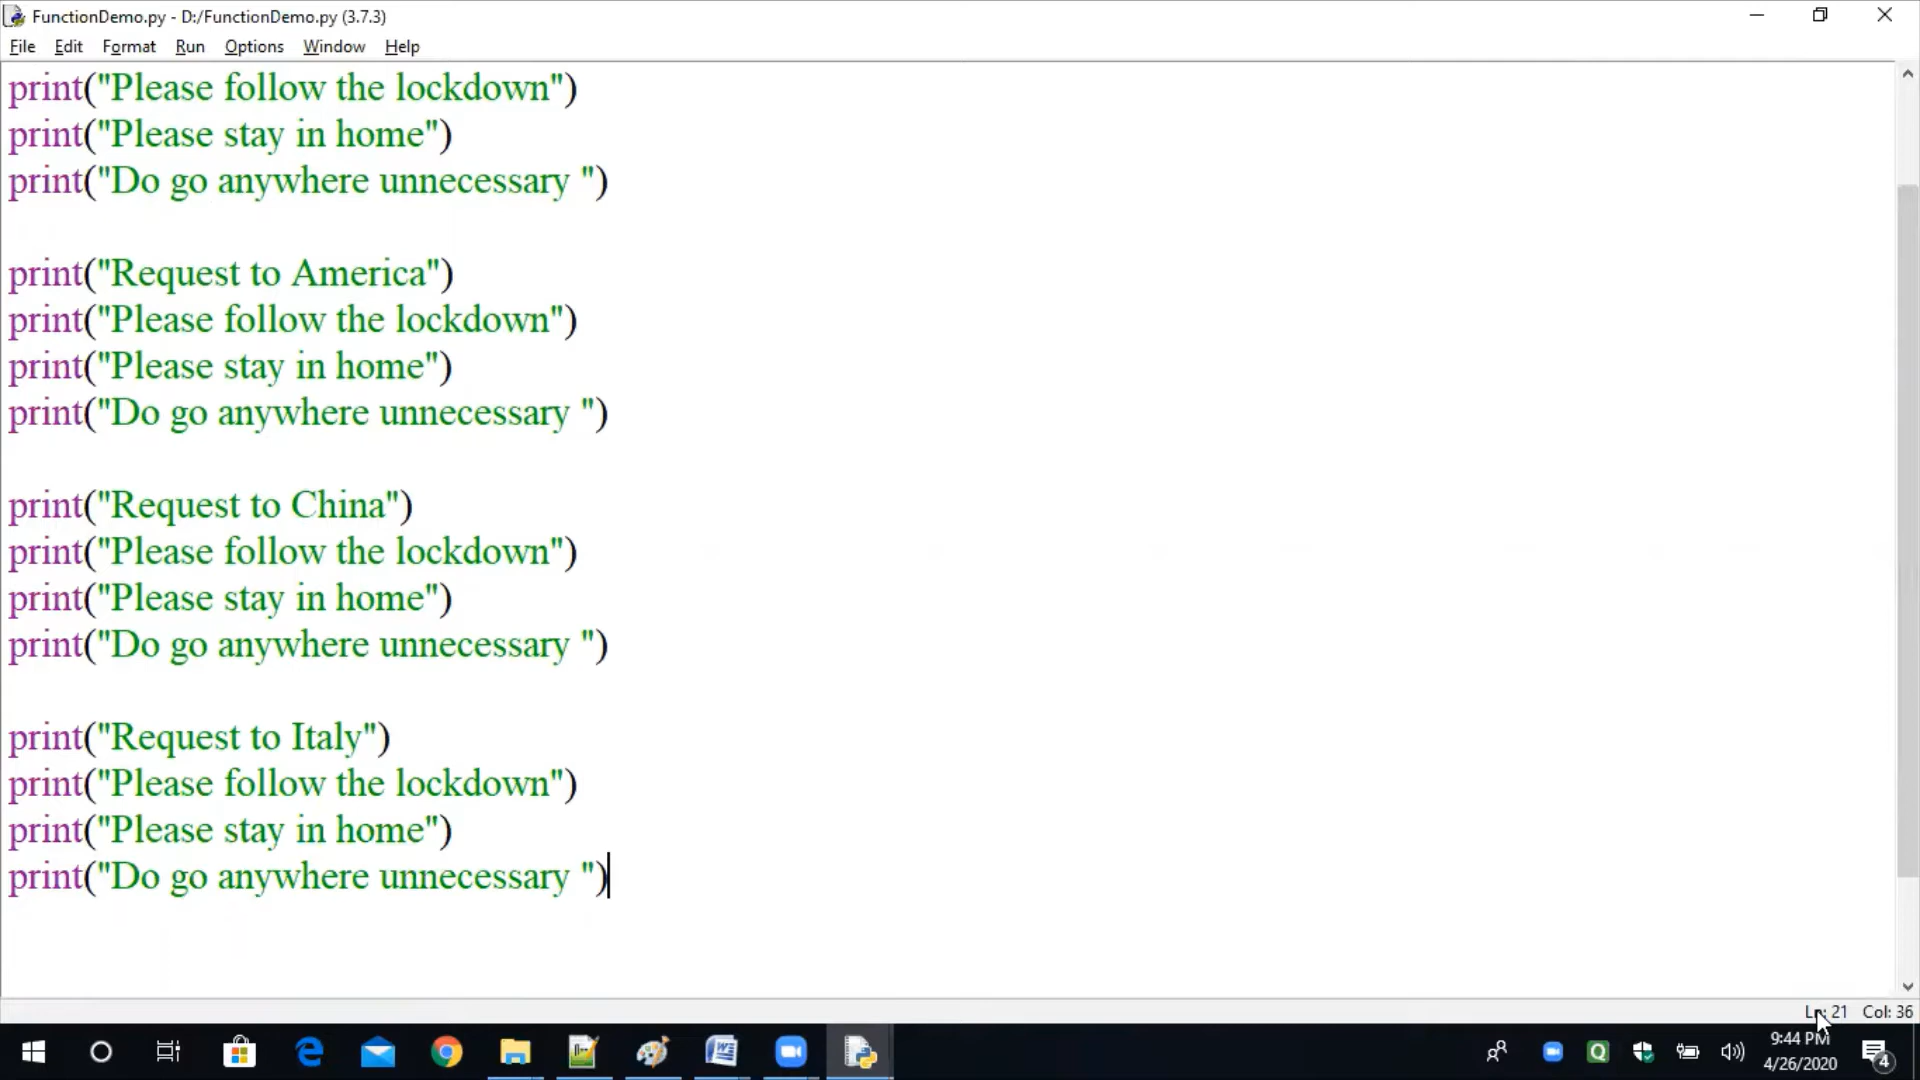 FunctionDemo.py - D:/FunctionDemo.py (3.7.3)
File Edit Format Run Options Window Help
print("Please follow the lockdown")
print("Please stay in home")
print("Do go anywhere unnecessary ")
print("Request to America")
print("Please follow the lockdown")
print("Please stay in home")
print("Do go anywhere unnecessary ")
print("Request to China")
print("Please follow the lockdown")
print("Please stay in home")
print("Do go anywhere unnecessary ")
print("Request to Italy")
print("Please follow the lockdown")
print("Please stay in home")
print("Do go anywhere unnecessary ")
Ln: 21 Col: 36
9:44 PM
4/26/2020
4